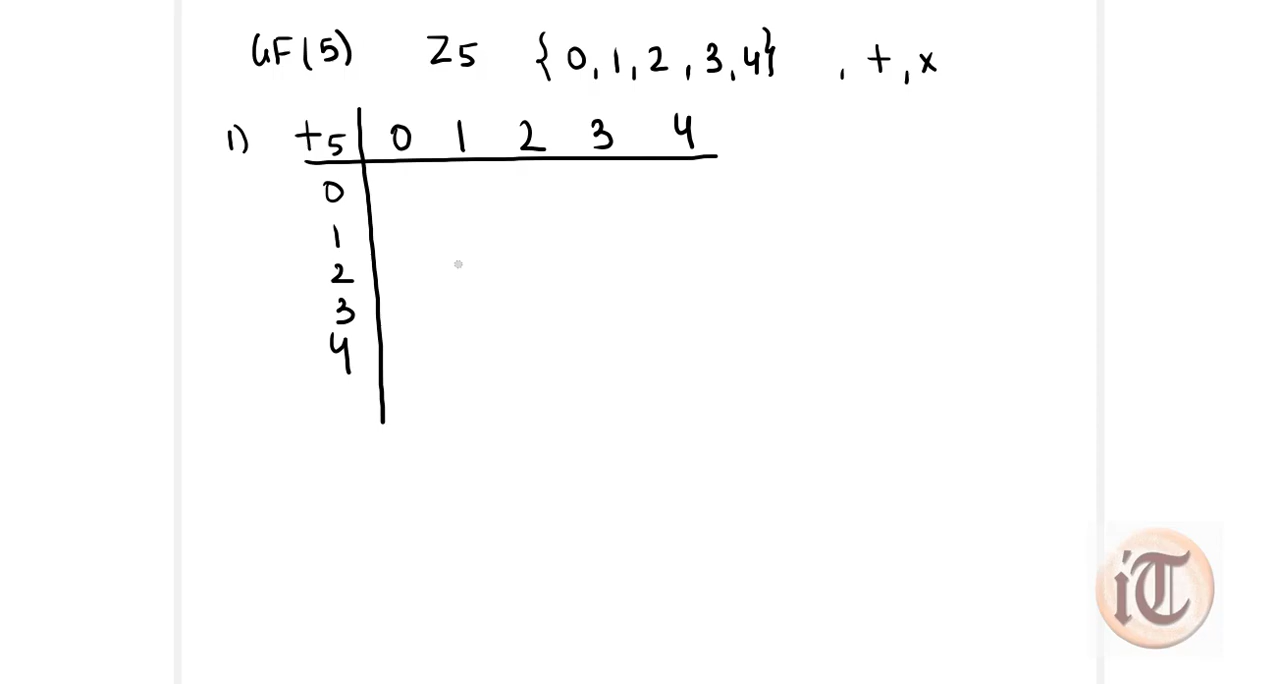 GF(5) Z5 {0,1,2,3,4} , +,x
1) +5 0 1 2 3 4
0
1
2
3
4
iT